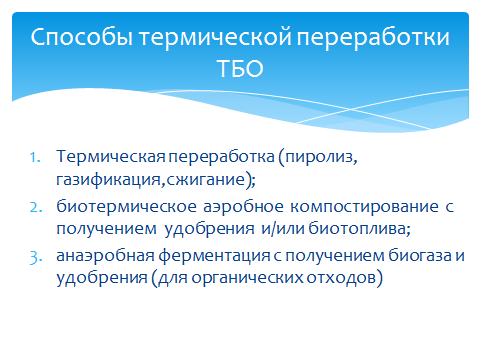 Способы термической переработки
ТБО
1. Термическая переработка (пиролиз,
газификация,сжигание);
2. биотермическое аэробное компостирование с
получением удобрения и/или биотоплива;
3. анаэробная ферментация с получением биогаза и
удобрения (для органических отходов)